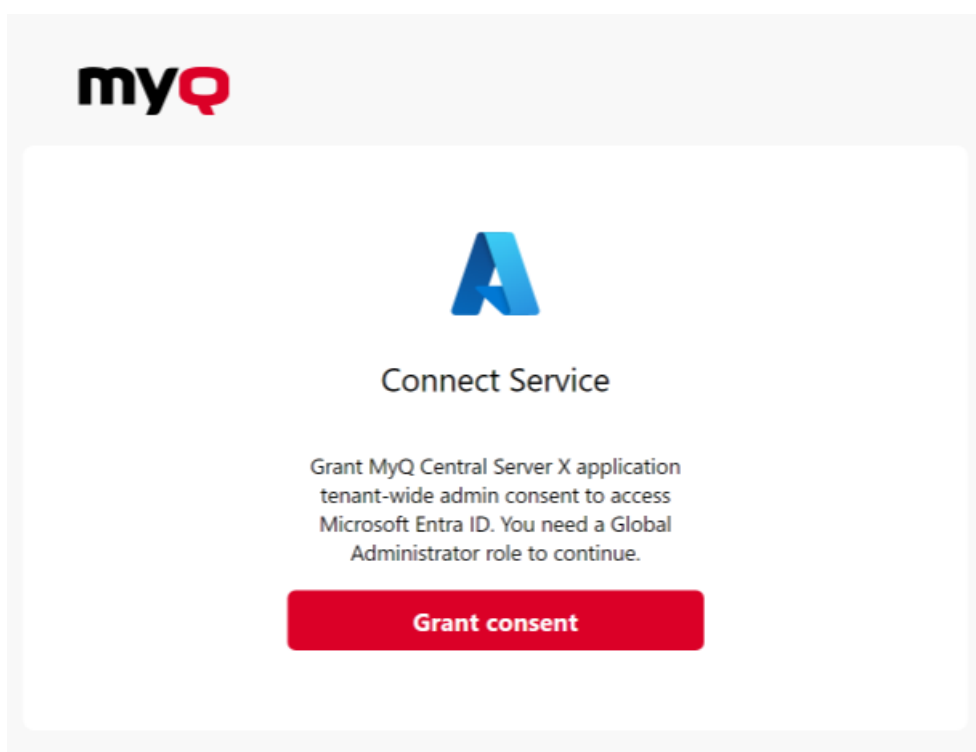 myQ
Connect Service
Grant MyQ Central Server X application
tenant-wide admin consent to access
Microsoft Entra ID. You need a Global
Administrator role to continue.
Grant consent